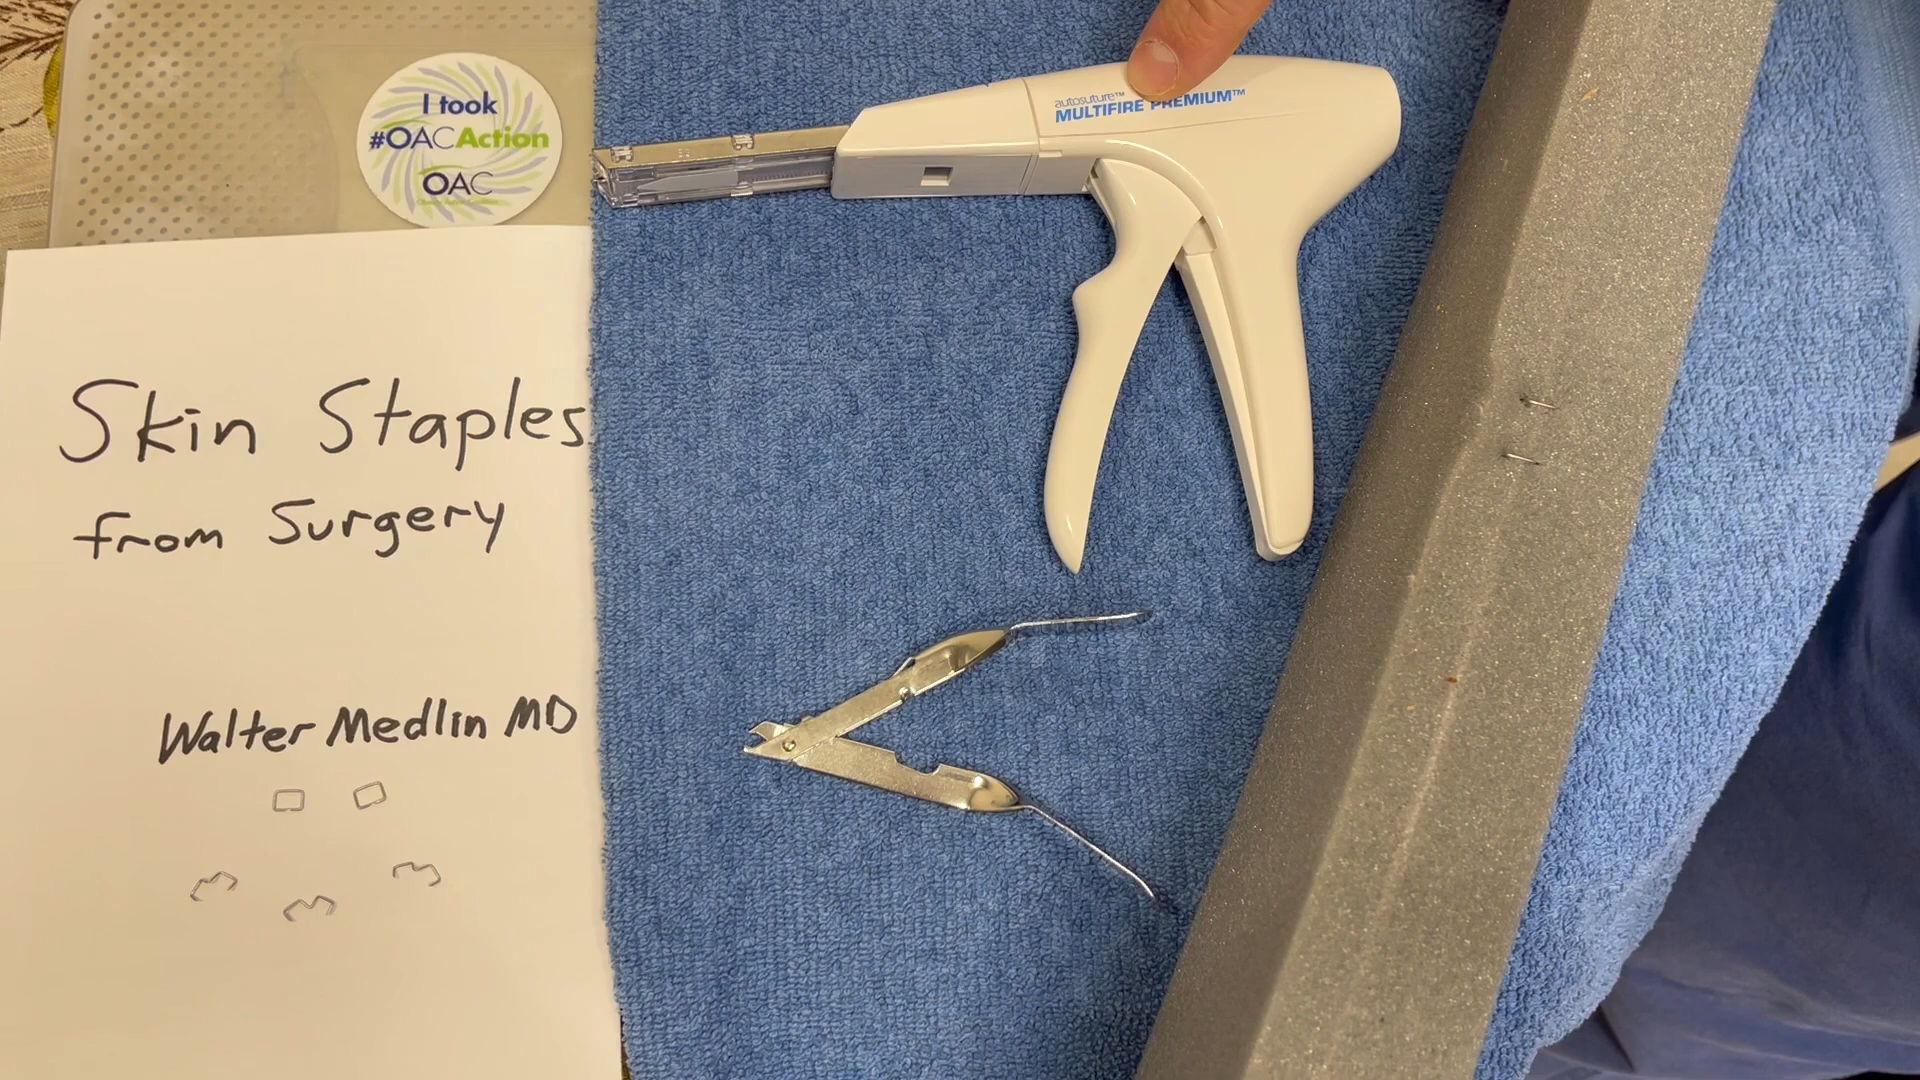 I took
#OACAction
OAC
autosuture™
MULTIFIRE PREMIUM™
Skin Staples
from Surgery
Walter Medlin MD